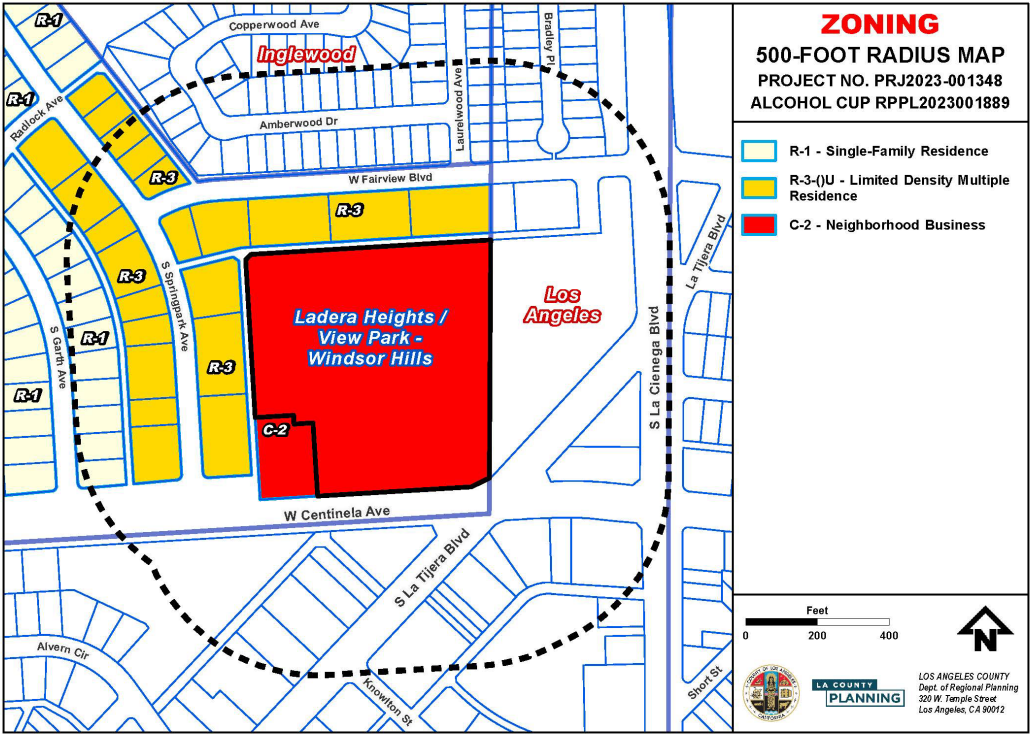 ZONING
500-FOOT RADIUS MAP
PROJECT NO. PRJ2023-001348
ALCOHOL CUP RPPL2023001889
R-1 - Single-Family Residence
R-3-()U - Limited Density Multiple
Residence
C-2 - Neighborhood Business
R-1
Copperwood Ave
Bradley Pl
Inglewood
R-1
Radlock Ave
Amberwood Dr
Laurelwood Ave
R-3
W Fairview Blvd
R-3
La Tijera Blvd
R-3
S Springpark Ave
Los
Angeles
Ladera Heights /
View Park -
Windsor Hills
R-1
S Garth Ave
R-3
S La Cienega Blvd
R-1
C-2
W Centinela Ave
S La Tijera Blvd
Alvern Cir
Knowlton St
Short St
Feet
0
200
400
N
COUNTY OF LOS ANGELES
CALIFORNIA
LA COUNTY
PLANNING
LOS ANGELES COUNTY
Dept. of Regional Planning
320 W. Temple Street
Los Angeles, CA 90012